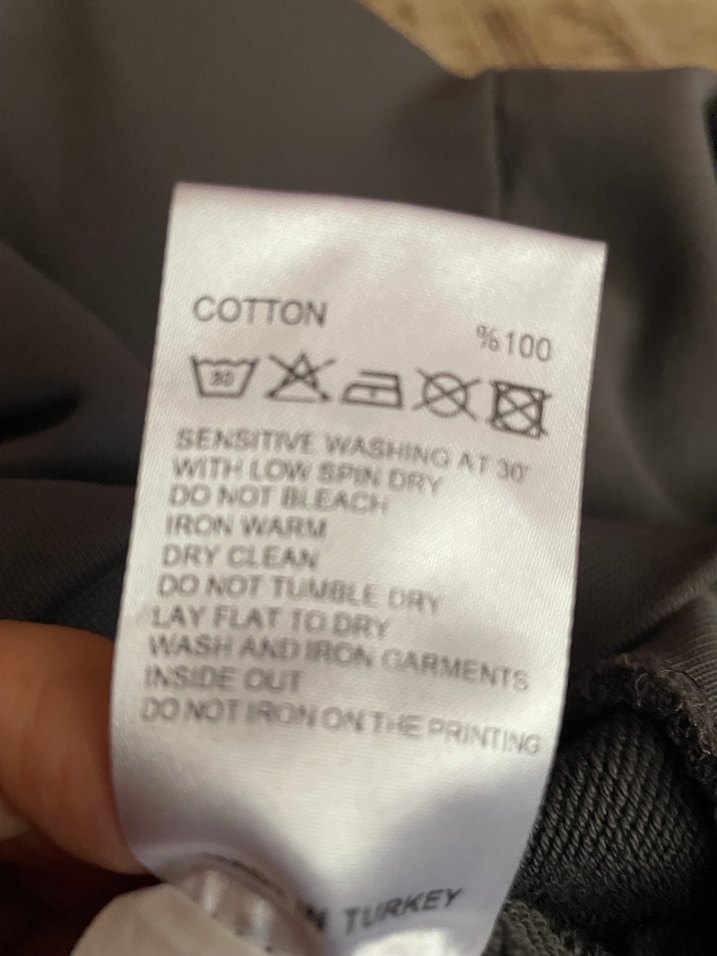 COTTON
%100
30
SENSITIVE WASHING AT 30°
WITH LOW SPIN DRY
DO NOT BLEACH
IRON WARM
DRY CLEAN
DO NOT TUMBLE DRY
LAY FLAT TO DRY
WASH AND IRON GARMENTS
INSIDE OUT
DO NOT IRON ON THE PRINTING
TURKEY